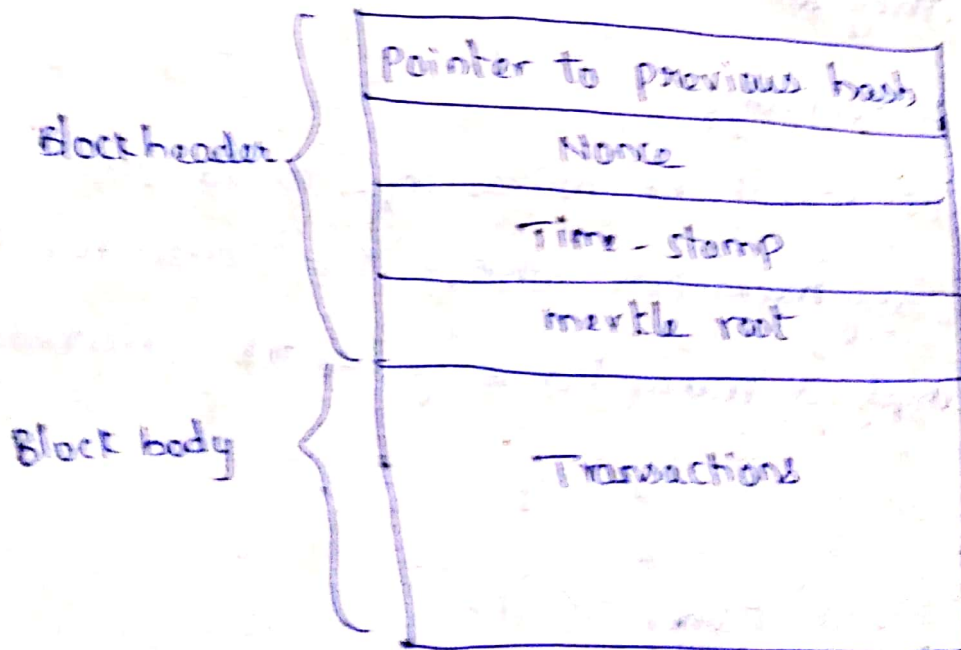 Block header
Pointer to previous hash
Nonce
Time-stamp
merkle root
Block body
Transactions